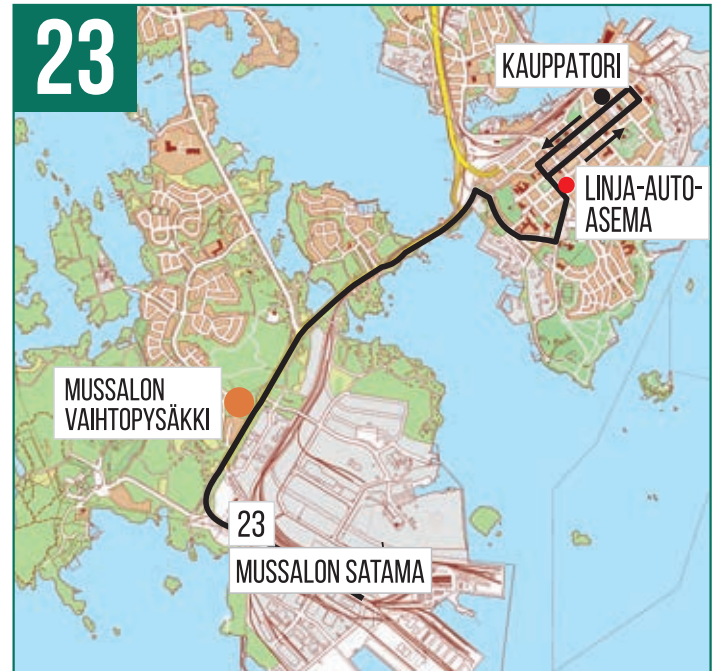 23
KAUPPATORI
LINJA-AUTO-
ASEMA
MUSSALON
VAIHTOPYSÄKKI
23
MUSSALON SATAMA